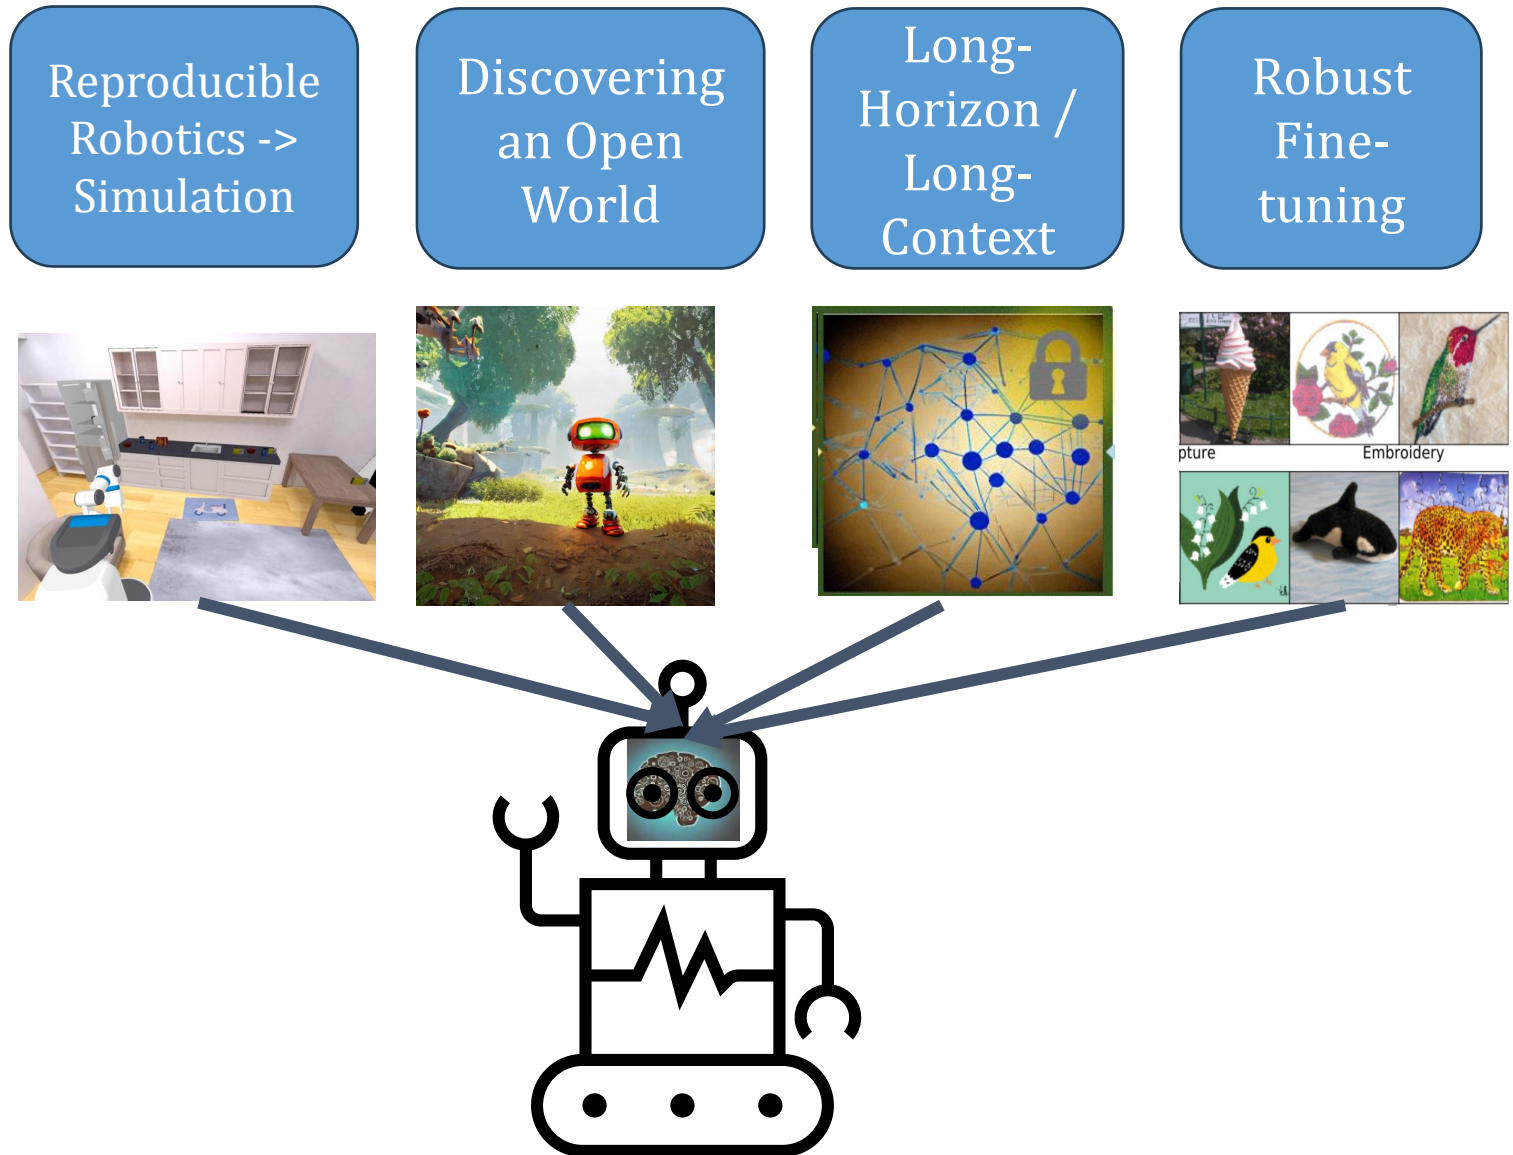 Reproducible
Robotics ->
Simulation
Discovering
an Open
World
Long-
Horizon /
Long-
Context
Robust
Fine-
tuning
pture
Embroidery